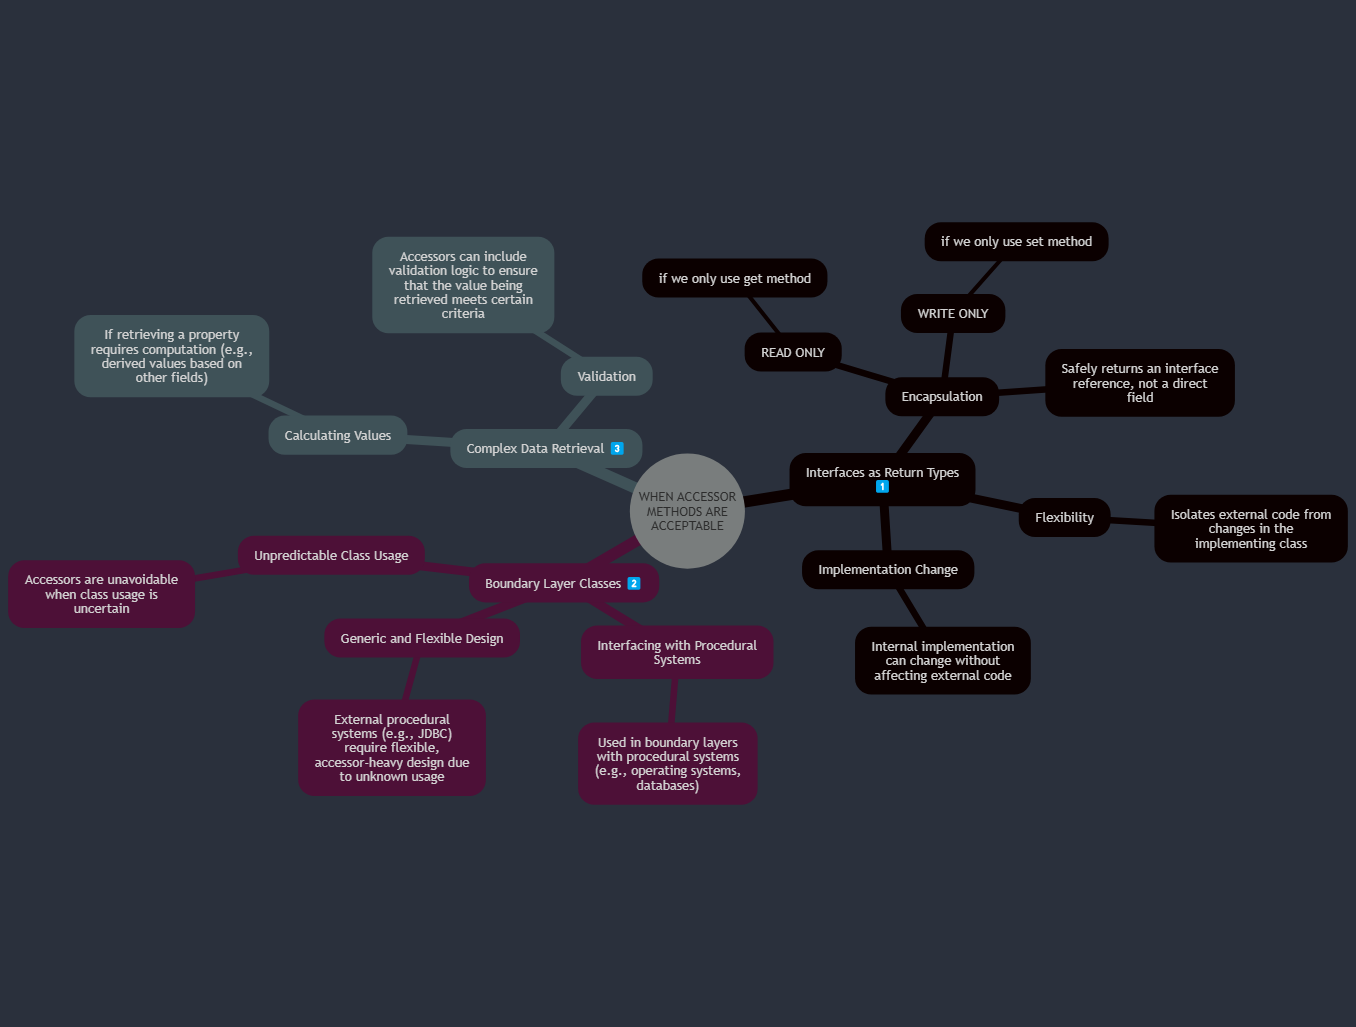 WHEN ACCESSOR
METHODS ARE
ACCEPTABLE
Interfaces as Return Types
1
Encapsulation
READ ONLY
if we only use get method
WRITE ONLY
if we only use set method
Safely returns an interface
reference, not a direct
field
Flexibility
Isolates external code from
changes in the
implementing class
Implementation Change
Internal implementation
can change without
affecting external code
Boundary Layer Classes 2
Unpredictable Class Usage
Accessors are unavoidable
when class usage is
uncertain
Generic and Flexible Design
External procedural
systems (e.g., JDBC)
require flexible,
accessor-heavy design due
to unknown usage
Interfacing with Procedural
Systems
Used in boundary layers
with procedural systems
(e.g., operating systems,
databases)
Complex Data Retrieval 3
Validation
Accessors can include
validation logic to ensure
that the value being
retrieved meets certain
criteria
Calculating Values
If retrieving a property
requires computation (e.g.,
derived values based on
other fields)